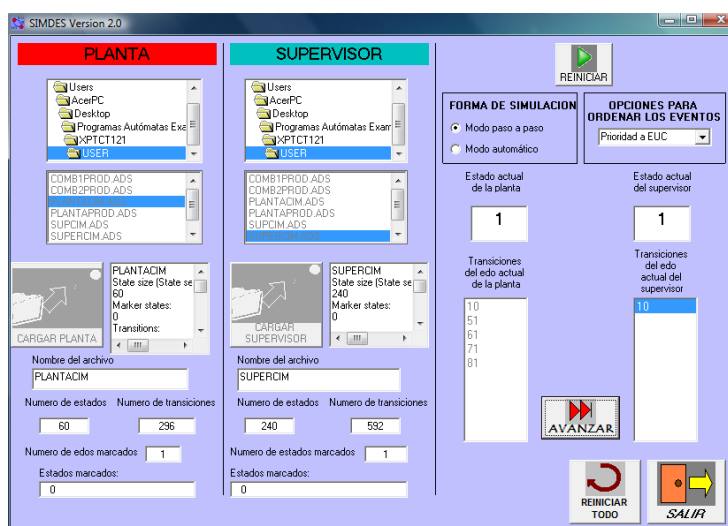 SIMDES Version 2.0
PLANTA
Users
AcerPC
Desktop
Programas Autómatas Exa
XPTCT121
USER
COMB1PROD.ADS
COMB2PROD.ADS
PLANTAPROD.ADS
SUPCIM.ADS
SUPERCIM.ADS
CARGAR PLANTA
PLANTACIM
State size (State se
60
Marker states:
0
Transitions:
Nombre del archivo
PLANTACIM
Numero de estados Numero de transiciones
60 296
Numero de edos marcados 1
Estados marcados:
0
SUPERVISOR
Users
AcerPC
Desktop
Programas Autómatas Exam
XPTCT121
USER
COMB1PROD.ADS
COMB2PROD.ADS
PLANTACIM.ADS
PLANTAPROD.ADS
SUPCIM.ADS
CARGAR
SUPERVISOR
SUPERCIM
State size (State se
240
Marker states:
0
Transitions:
Nombre del archivo
SUPERCIM
Numero de estados Numero de transiciones
240 592
Numero de estados marcados 1
Estados marcados:
0
REINICIAR
FORMA DE SIMULACION
Modo paso a paso
Modo automático
OPCIONES PARA
ORDENAR LOS EVENTOS
Prioridad a EUC
Estado actual
de la planta
1
Estado actual
del supervisor
1
Transiciones
del edo actual
de la planta
10
51
61
71
81
Transiciones
del edo
actual del
supervisor
10
AVANZAR
REINICIAR
TODO
SALIR